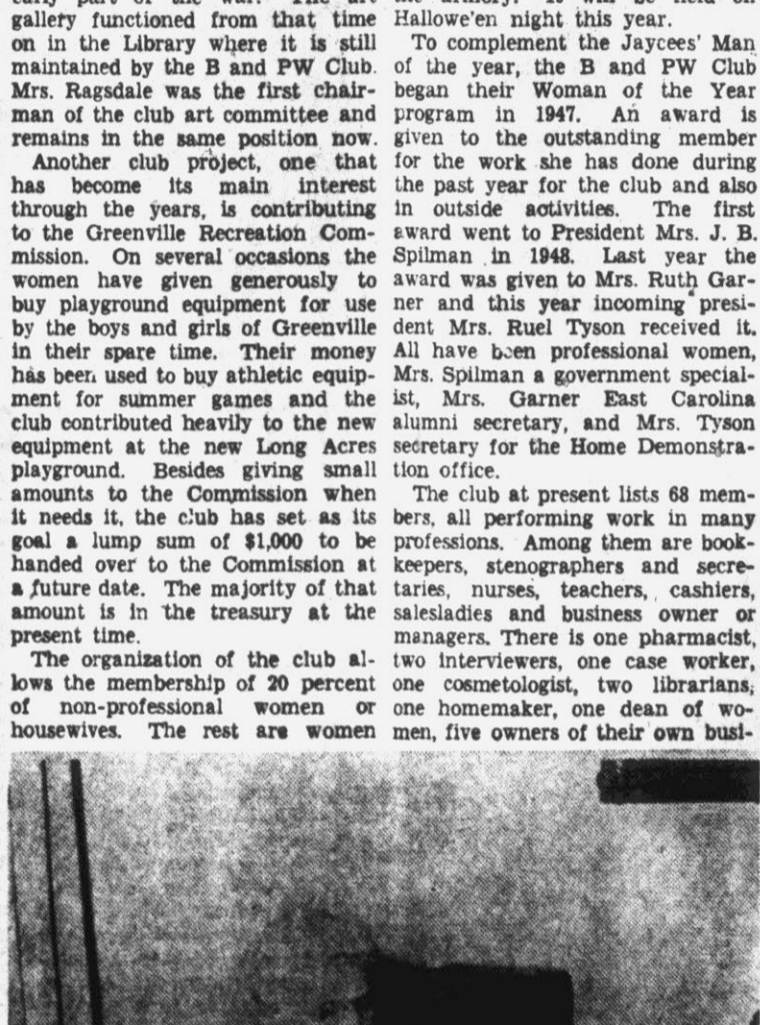 gallery functioned from that time
on in the Library where it is still
maintained by the B and PW Club.
Mrs. Ragsdale was the first chair-
man of the club art committee and
remains in the same position now.
Another club project, one that
has become its main interest
through the years, is contributing
to the Greenville Recreation Com-
mission. On several occasions the
women have given generously to
buy playground equipment for use
by the boys and girls of Greenville
in their spare time. Their money
has been used to buy athletic equip-
ment for summer games and the
club contributed heavily to the new
equipment at the new Long Acres
playground. Besides giving small
amounts to the Commission when
it needs it, the club has set as its
goal a lump sum of $1,000 to be
handed over to the Commission at
a future date. The majority of that
amount is in the treasury at the
present time.
The organization of the club al-
lows the membership of 20 percent
of non-professional women or
housewives. The rest are women
Hallowe'en night this year.
To complement the Jaycees' Man
of the year, the B and PW Club
began their Woman of the Year
program in 1947. An award is
given to the outstanding member
for the work she has done during
the past year for the club and also
in outside activities. The first
award went to President Mrs. J. B.
Spilman in 1948. Last year the
award was given to Mrs. Ruth Gar-
ner and this year incoming presi-
dent Mrs. Ruel Tyson received it.
All have been professional women,
Mrs. Spilman a government special-
ist, Mrs. Garner East Carolina
alumni secretary, and Mrs. Tyson
secretary for the Home Demonstra-
tion office.
The club at present lists 68 mem-
bers, all performing work in many
professions. Among them are book-
keepers, stenographers and secre-
taries, nurses, teachers, cashiers,
salesladies and business owner or
managers. There is one pharmacist,
two interviewers, one case worker,
one cosmetologist, two librarians,
one homemaker, one dean of wo-
men, five owners of their own busi-